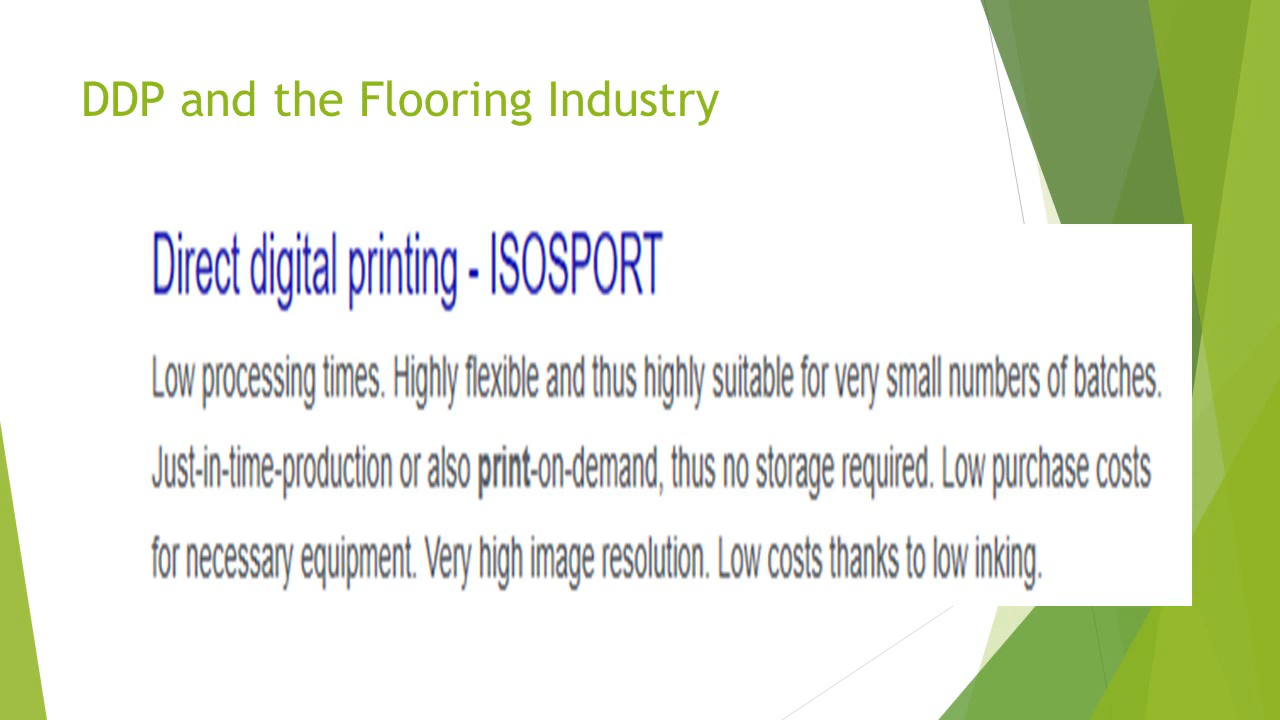 DDP and the Flooring Industry
Direct digital printing - ISOSPORT
Low processing times. Highly flexible and thus highly suitable for very small numbers of batches.
Just-in-time-production or also print-on-demand, thus no storage required. Low purchase costs
for necessary equipment. Very high image resolution. Low costs thanks to low inking.